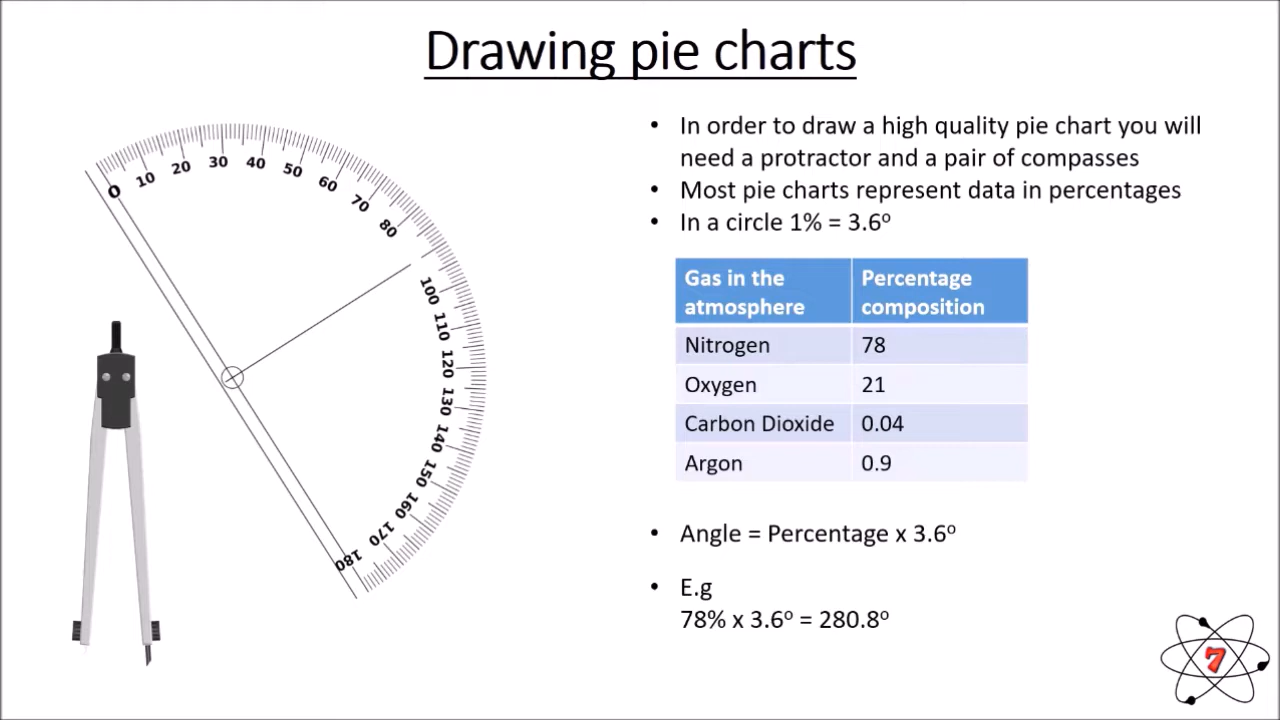 Drawing pie charts
0 10 20 30 40 50 60 70 80 100 110 120 130 140 150 160 170 180
• In order to draw a high quality pie chart you will
need a protractor and a pair of compasses
• Most pie charts represent data in percentages
• In a circle 1% = 3.6º
Gas in the atmosphere Percentage composition
Nitrogen 78
Oxygen 21
Carbon Dioxide 0.04
Argon 0.9
• Angle = Percentage x 3.6º
• E.g
78% x 3.6º = 280.8º
7